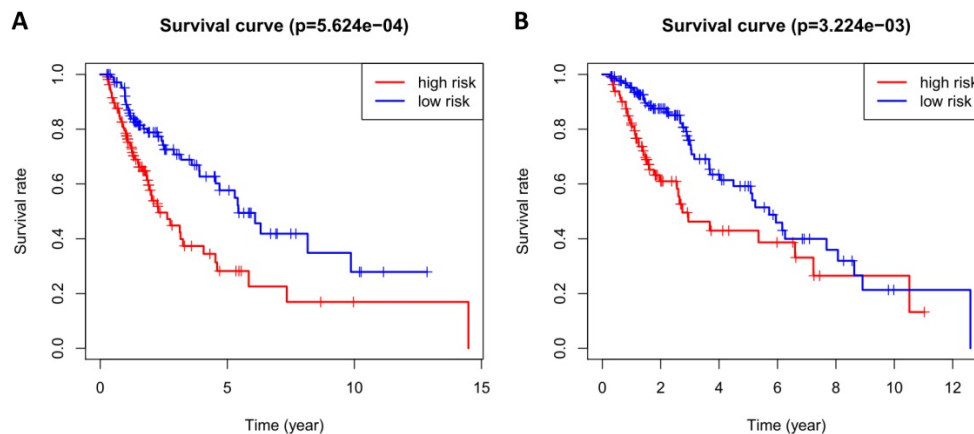 A
Survival curve (p=5.624e−04)
high risk
low risk
Survival rate
1.0
0.8
0.6
0.4
0.2
0.0
0 5 10 15
Time (year)
B
Survival curve (p=3.224e−03)
high risk
low risk
Survival rate
1.0
0.8
0.6
0.4
0.2
0.0
0 2 4 6 8 10 12
Time (year)